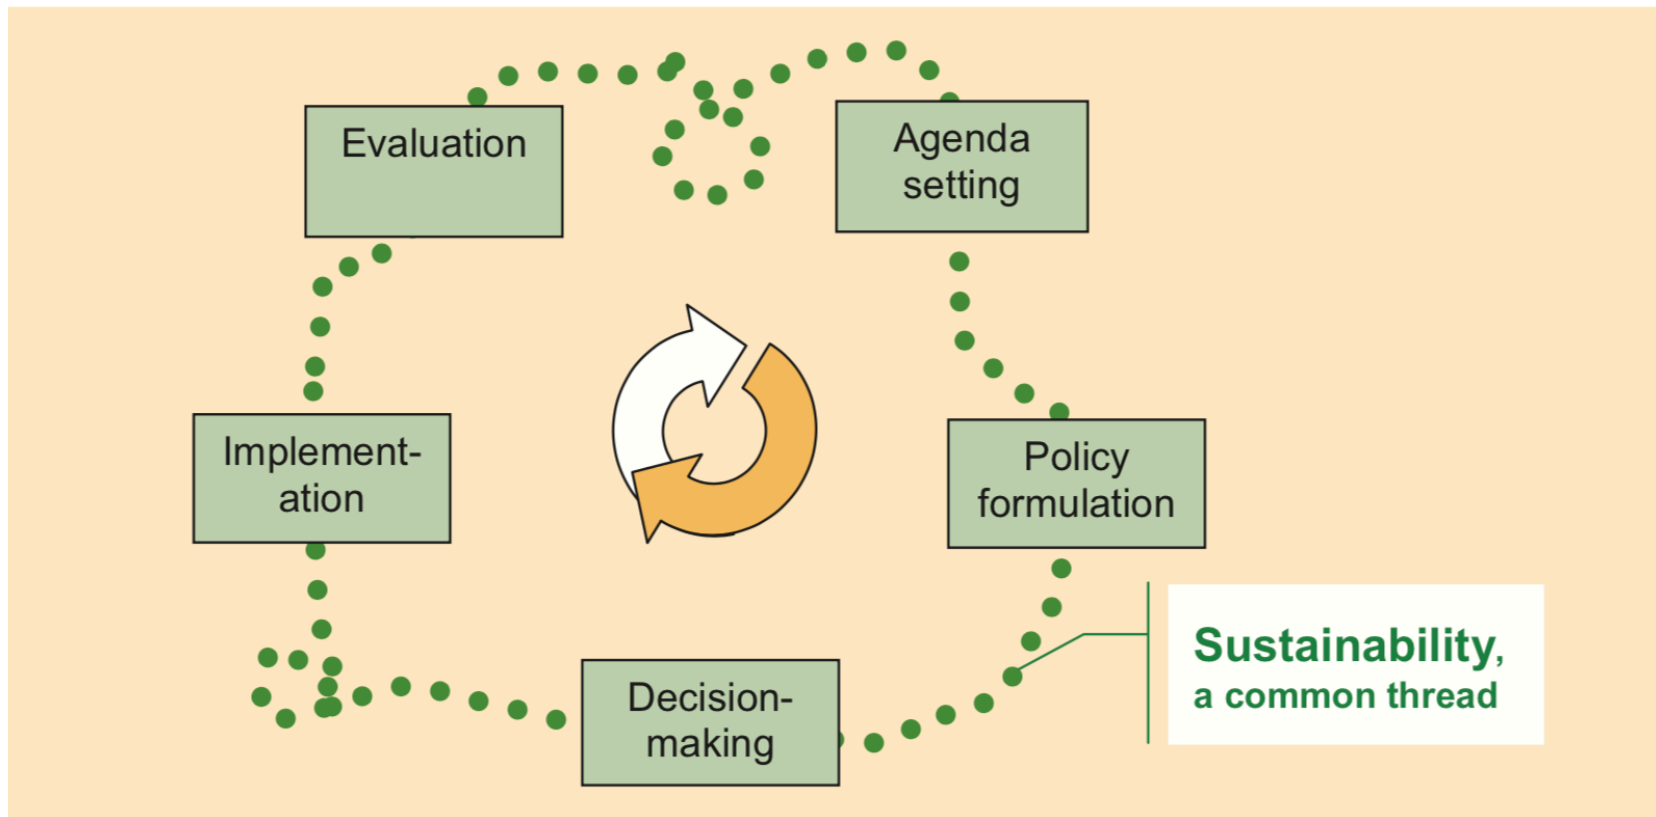 Evaluation
Agenda
setting
Implement-
ation
Policy
formulation
Decision-
making
Sustainability,
a common thread